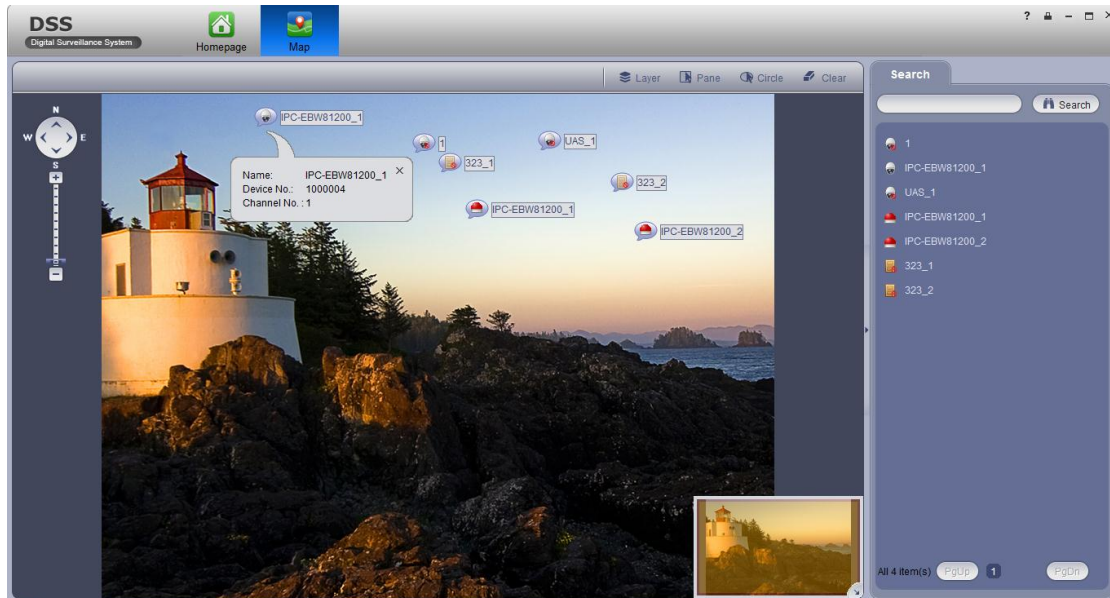 DSS
Digital Surveillance System
Homepage
Map
?
Layer
Pane
Circle
Clear
Search
Search
N
W E
S
IPC-EBW81200_1
1
UAS_1
323_1
323_2
IPC-EBW81200_1
IPC-EBW81200_2
Name: IPC-EBW81200_1
Device No.: 1000004
Channel No. : 1
1
IPC-EBW81200_1
UAS_1
IPC-EBW81200_1
IPC-EBW81200_2
323_1
323_2
All 4 item(s) PgUp 1 PgDn